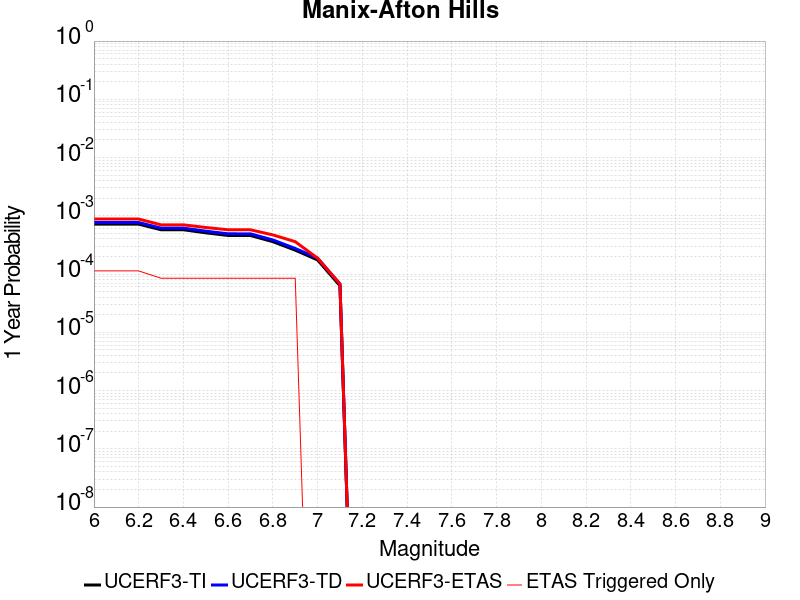 Manix-Afton Hills
10^0
10^-1
10^-2
10^-3
10^-4
10^-5
10^-6
10^-7
10^-8
1 Year Probability
6 6.2 6.4 6.6 6.8 7 7.2 7.4 7.6 7.8 8 8.2 8.4 8.6 8.8 9
Magnitude
UCERF3-TI UCERF3-TD UCERF3-ETAS ETAS Triggered Only